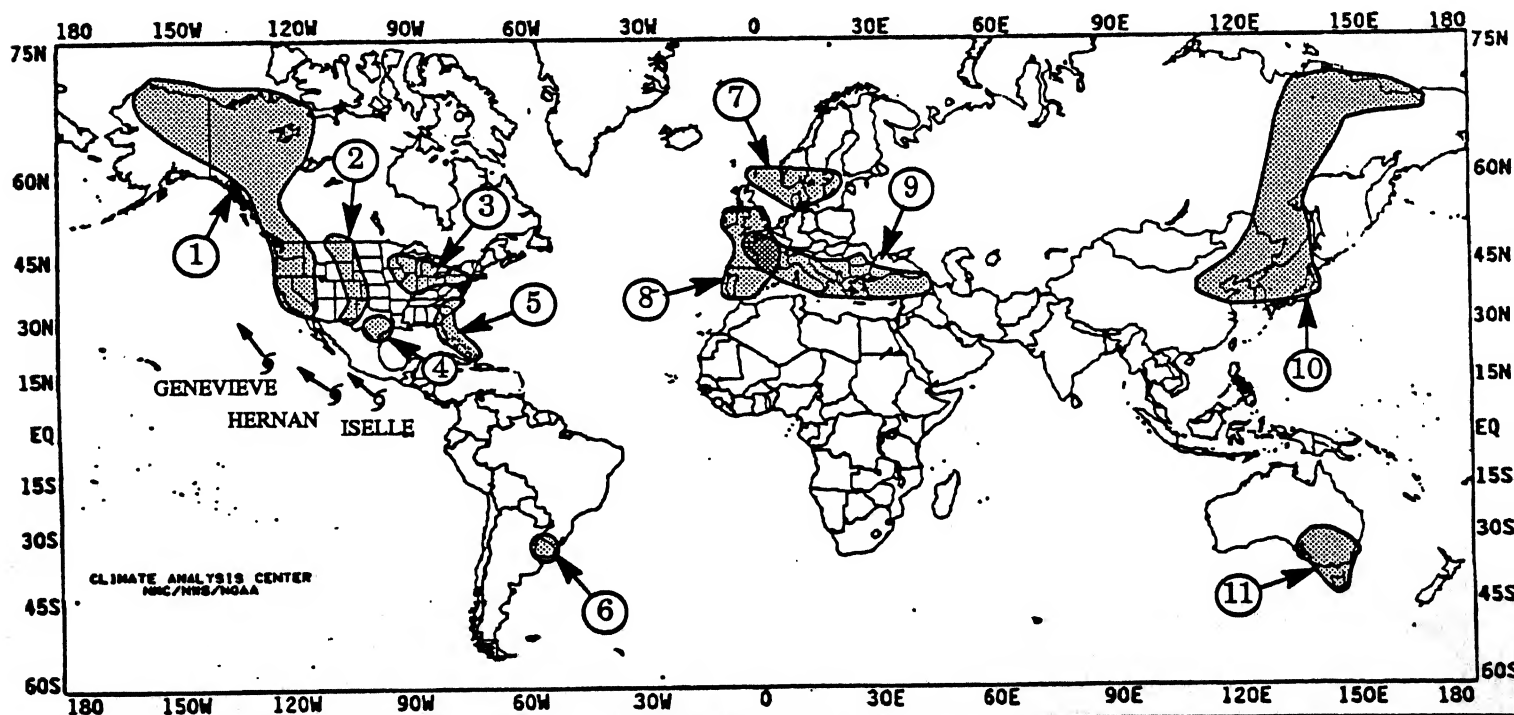 180 150W 120W 90W 60W 30W 0 30E 60E 90E 120E 150E 180
75N 75N
7
2
60N 60N
9
3
1
45N 45N
8
5
30N 30N
4
10
GENEVIEVE
15N 15N
HERNAN ISELLE
EQ EQ
15S 15S
30S 30S
CLIMATE ANALYSIS CENTER
NMC/NWS/NOAA
11
6
45S 45S
60S 60S
180 150W 120W 90W 60W 30W 0 30E 60E 90E 120E 150E 180